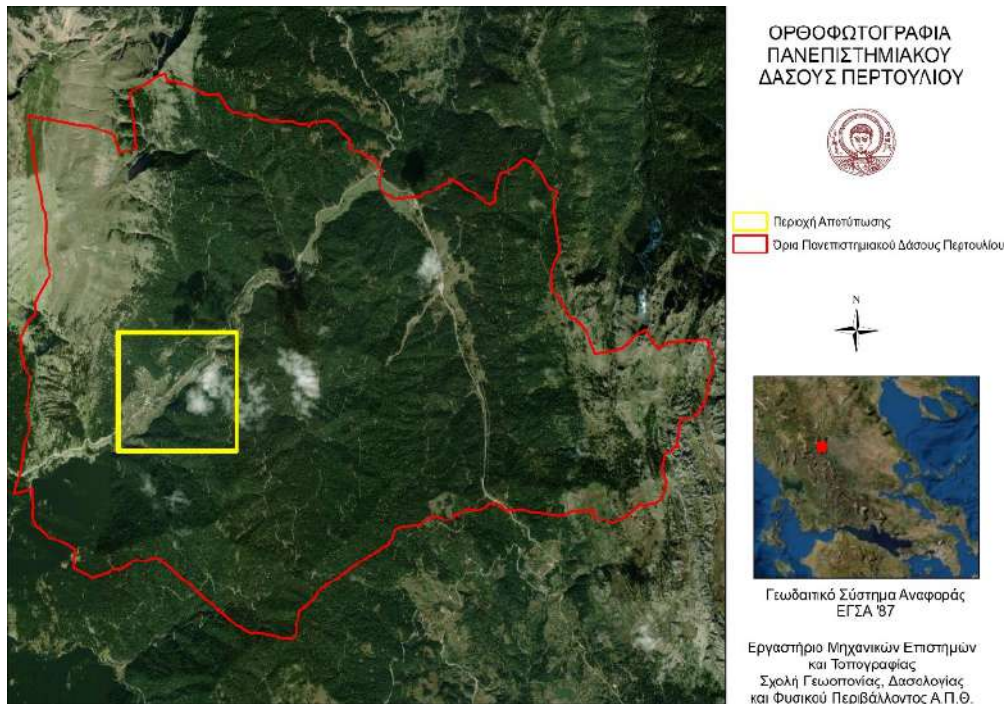 ΟΡΘΟΦΩΤΟΓΡΑΦΙΑ
ΠΑΝΕΠΙΣΤΗΜΙΑΚΟΥ
ΔΑΣΟΥΣ ΠΕΡΤΟΥΛΙΟΥ
Περιοχή Αποτύπωσης
Όρια Πανεπιστημιακού Δάσους Περτουλίου
N
Γεωδαιτικό Σύστημα Αναφοράς
ΕΓΣΑ '87
Εργαστήριο Μηχανικών Επιστημών
και Τοπογραφίας
Σχολή Γεωπονίας, Δασολογίας
και Φυσικού Περιβάλλοντος Α.Π.Θ.